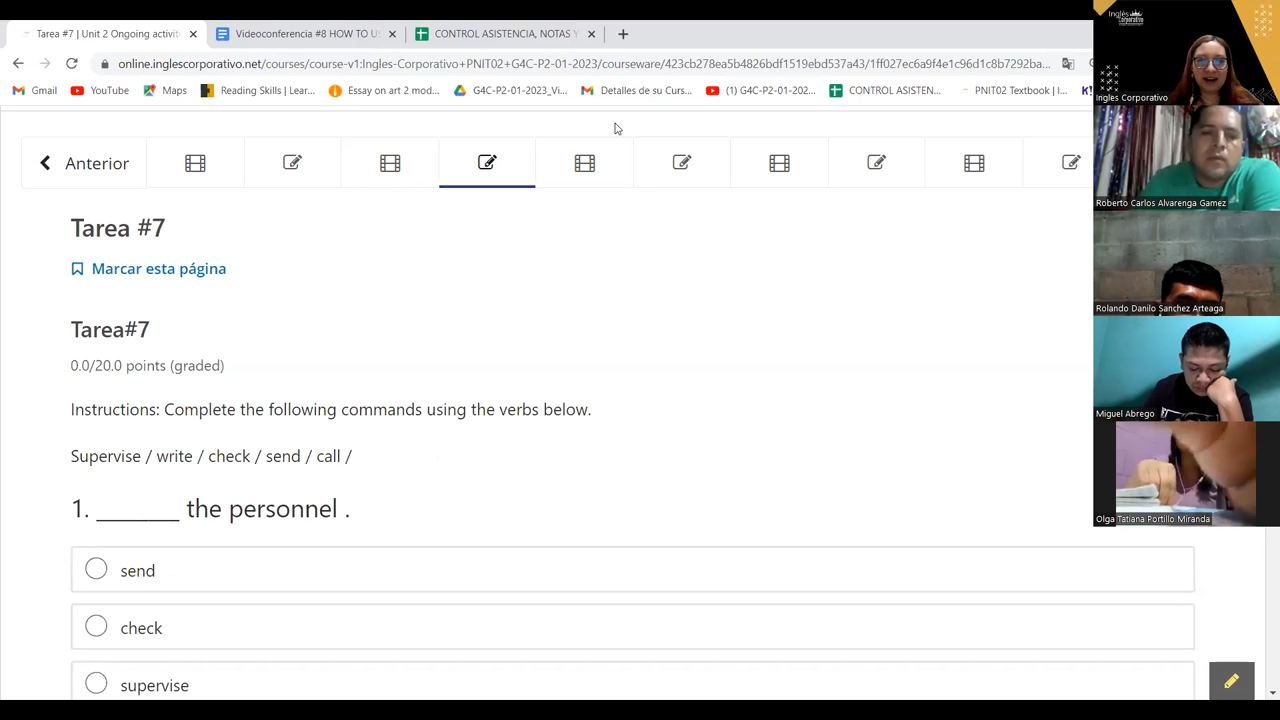 Tarea #7 | Unit 2 Ongoing activit
Videoconferencia #8 HOW TO U
CONTROL ASISTENCIA, NOTAS Y
online.inglescorporativo.net/courses/course-v1:Ingles-Corporativo+PNIT02+G4C-P2-01-2023/courseware/423cb278ea5b4826bdf1519ebd537a43/1ff027ec6a9f4e1c96d1c8b7292ba...
Gmail
YouTube
Maps
Reading Skills | Lear...
Essay on art 2 mod...
G4C-P2-01-2023_Vi...
Detalles de su Curs...
(1) G4C-P2-01-202...
CONTROL ASISTEN...
PNIT02 Textbook | I...
Anterior
Tarea #7
Marcar esta página
Tarea#7
0.0/20.0 points (graded)
Instructions: Complete the following commands using the verbs below.
Supervise / write / check / send / call /
1. _______ the personnel .
send
check
supervise
Inglés
Corporativo
Ingles Corporativo
Roberto Carlos Alvarenga Gamez
Rolando Danilo Sanchez Arteaga
Miguel Abrego
Olga Tatiana Portillo Miranda